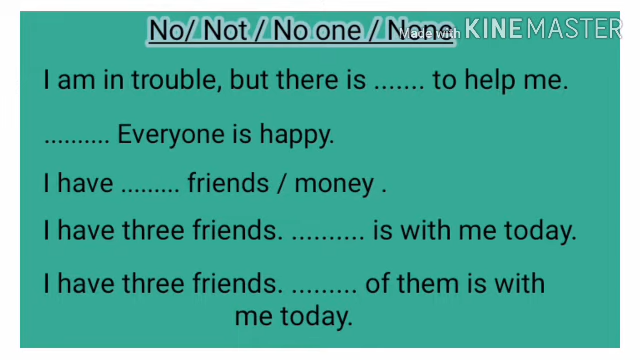 No/ Not / No one / None
Made with KINEMASTER
I am in trouble, but there is ....... to help me.
.......... Everyone is happy.
I have ......... friends / money .
I have three friends. .......... is with me today.
I have three friends. ......... of them is with
me today.